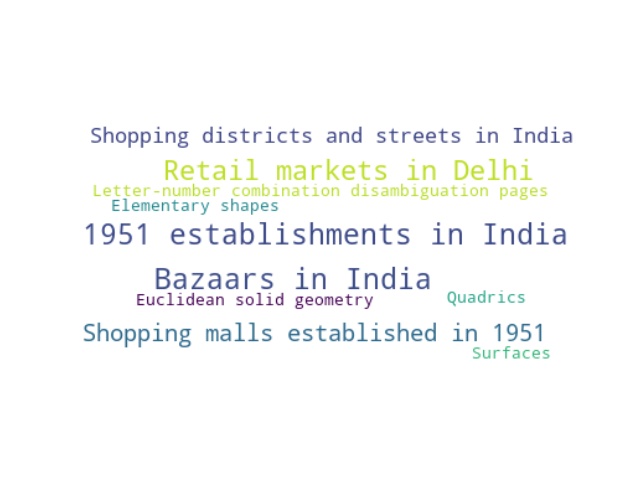 Shopping districts and streets in India
Retail markets in Delhi
Letter-number combination disambiguation pages
Elementary shapes
1951 establishments in India
Bazaars in India
Euclidean solid geometry
Quadrics
Shopping malls established in 1951
Surfaces